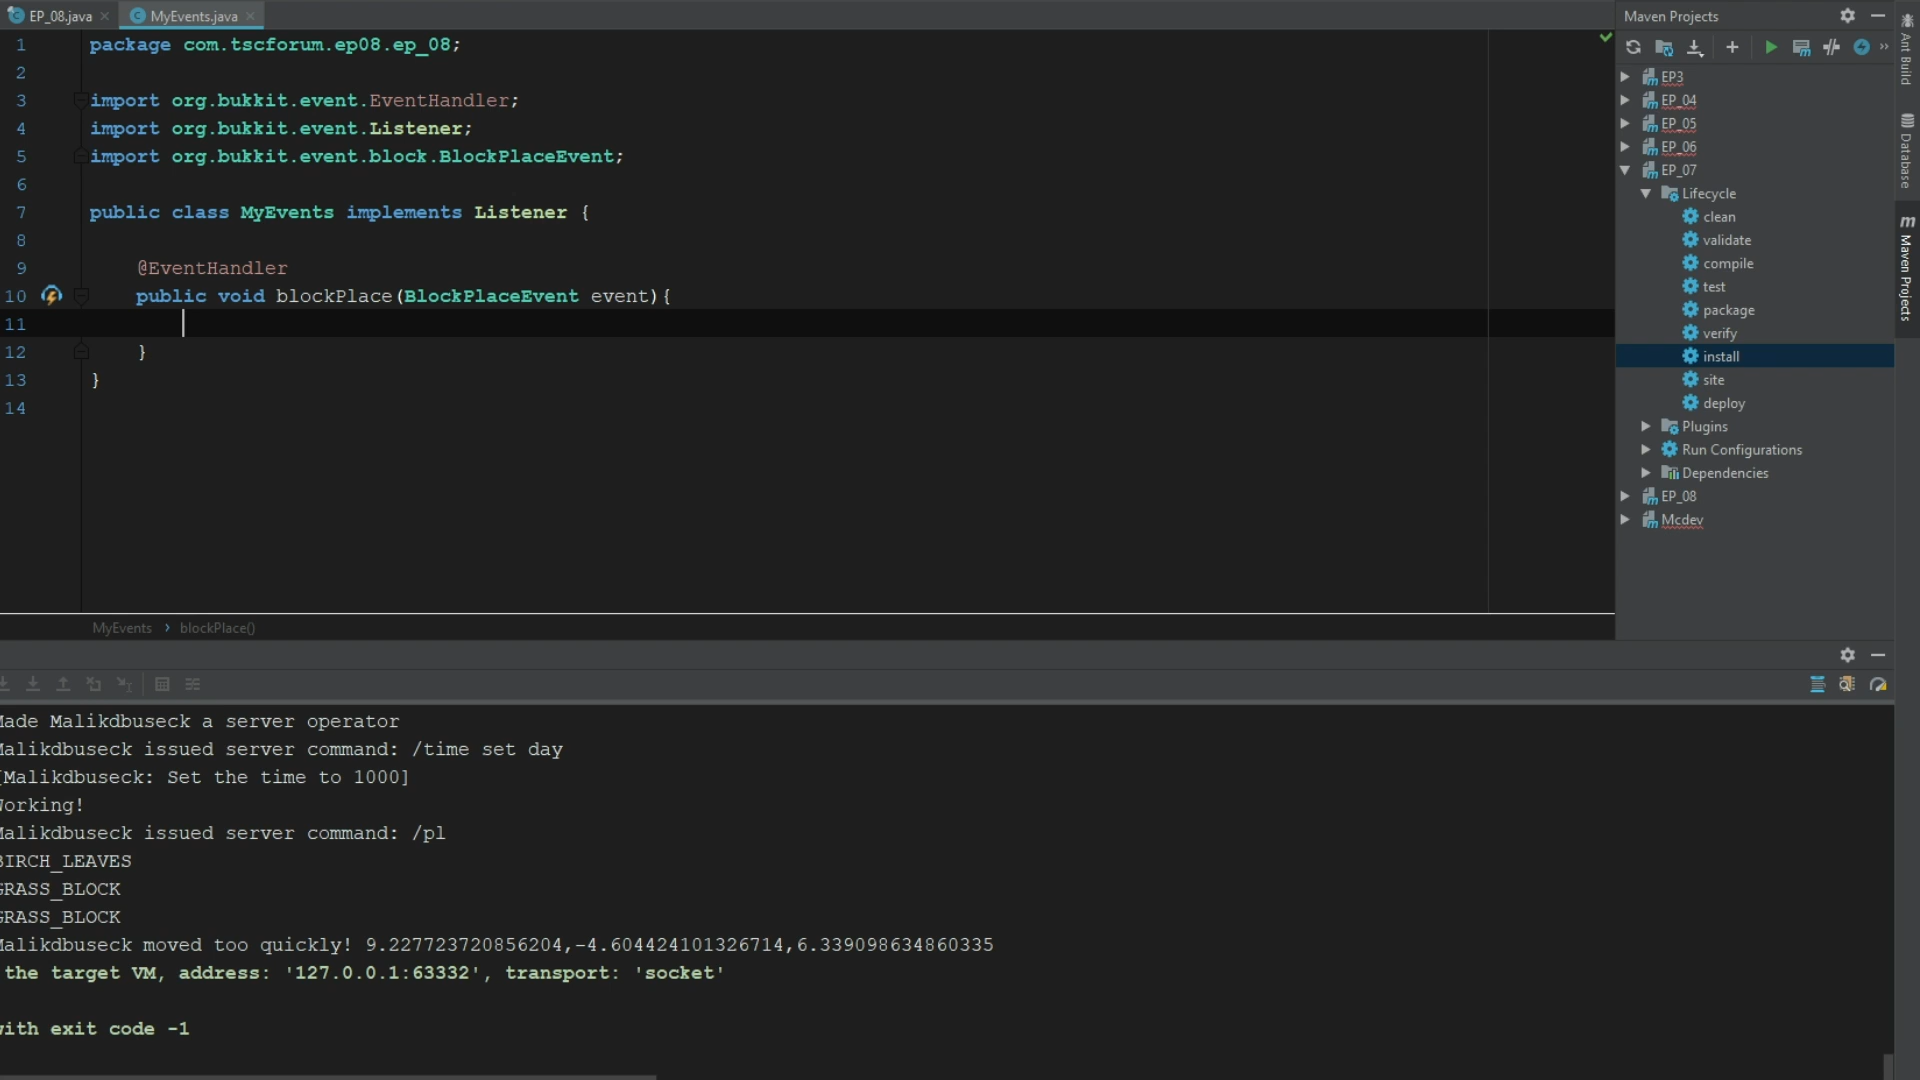 EP_08.java
MyEvents.java
1 package com.tscforum.ep08.ep_08;
2
3 import org.bukkit.event.EventHandler;
4 import org.bukkit.event.Listener;
5 import org.bukkit.event.block.BlockPlaceEvent;
6
7 public class MyEvents implements Listener {
8
9 @EventHandler
10 public void blockPlace(BlockPlaceEvent event){
11
12 }
13 }
14
MyEvents › blockPlace()
Maven Projects
EP3
EP_04
EP_05
EP_06
EP_07
Lifecycle
clean
validate
compile
test
package
verify
install
site
deploy
Plugins
Run Configurations
Dependencies
EP_08
Mcdev
Ant Build
Database
Maven Projects
Made Malikdbuseck a server operator
Malikdbuseck issued server command: /time set day
[Malikdbuseck: Set the time to 1000]
Working!
Malikdbuseck issued server command: /pl
BIRCH_LEAVES
GRASS_BLOCK
GRASS_BLOCK
Malikdbuseck moved too quickly! 9.227723720856204,-4.604424101326714,6.339098634860335
the target VM, address: '127.0.0.1:63332', transport: 'socket'
with exit code -1